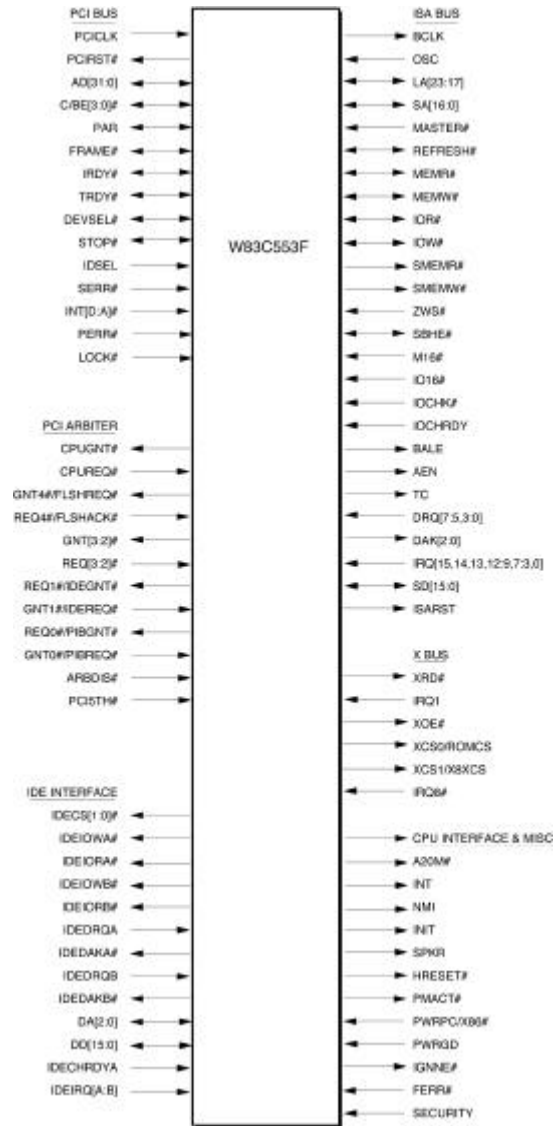 PCI BUS
PCICLK
PCIRST#
AD[31:0]
C/BE[3:0]#
PAR
FRAME#
IRDY#
TRDY#
DEVSEL#
STOP#
IDSEL
SERR#
INT[D:A]#
PERR#
LOCK#
PCI ARBITER
CPUGNT#
CPUREQ#
GNT4#/FLSHREQ#
REQ4#/FLSHACK#
GNT[3:2]#
REQ[3:2]#
REQ1#/IDEGNT#
GNT1#/IDEREQ#
REQ0#/PIBGNT#
GNT0#/PIBREQ#
ARBDIS#
PCI5TH#
IDE INTERFACE
IDECS[1:0]#
IDEIOWA#
IDEIORA#
IDEIOWB#
IDEIORB#
IDEDRQA
IDEDAKA#
IDEDRQB
IDEDAKB#
DA[2:0]
DD[15:0]
IDECHRDYA
IDEIRQ[A:B]
W83C553F
ISA BUS
BCLK
OSC
LA[23:17]
SA[16:0]
MASTER#
REFRESH#
MEMR#
MEMW#
IOR#
IOW#
SMEMR#
SMEMW#
ZWS#
SBHE#
M16#
IO16#
IOCHK#
IOCHRDY
BALE
AEN
TC
DRQ[7:5,3:0]
DAK[2:0]
IRQ[15,14,13,12:9,7:3,0]
SD[15:0]
ISARST
X BUS
XRD#
IRQ1
XOE#
XCS0/ROMCS
XCS1/X8XCS
IRQ8#
CPU INTERFACE & MISC
A20M#
INT
NMI
INIT
SPKR
HRESET#
PMACT#
PWRPC/X86#
PWRGD
IGNNE#
FERR#
SECURITY